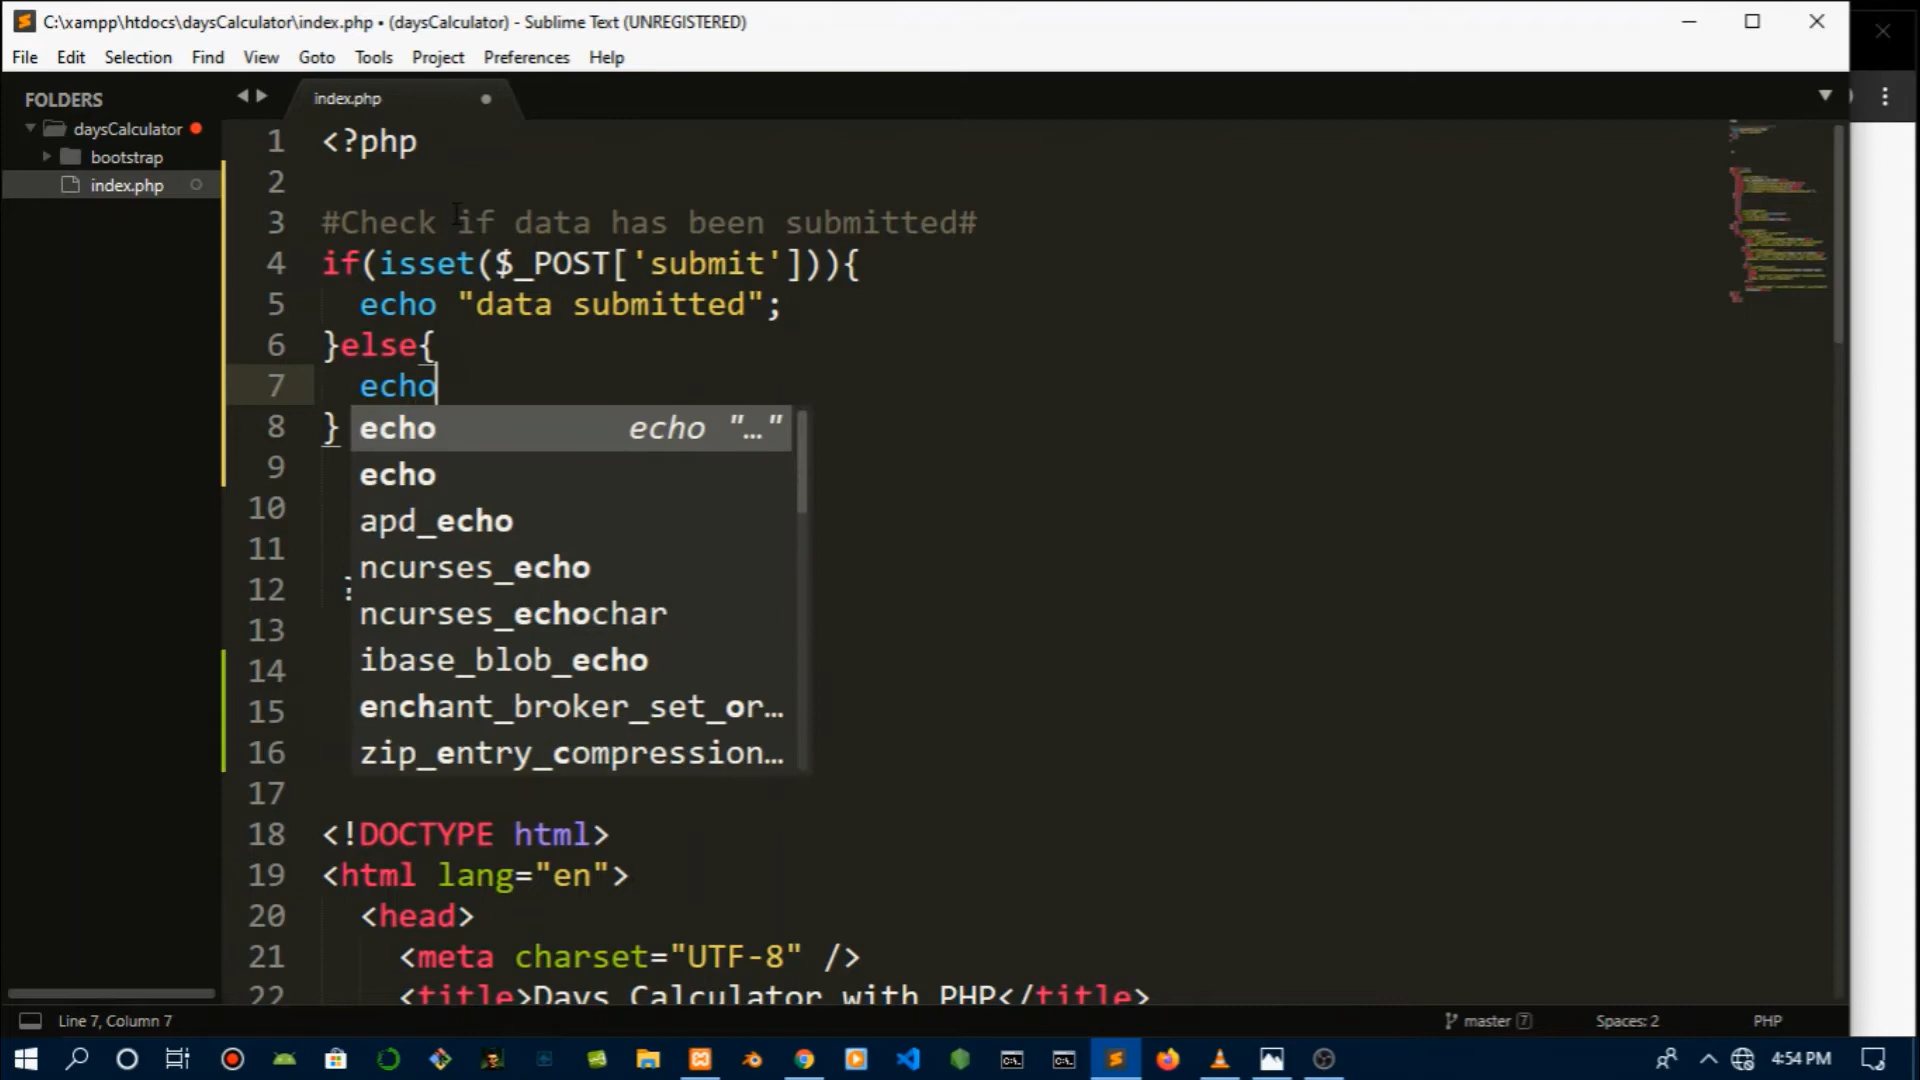 C:\xampp\htdocs\daysCalculator\index.php • (daysCalculator) - Sublime Text (UNREGISTERED)
File Edit Selection Find View Goto Tools Project Preferences Help
FOLDERS
daysCalculator
bootstrap
index.php
index.php
1 <?php
2
3 #Check if data has been submitted#
4 if(isset($_POST['submit'])){
5 echo "data submitted";
6 }else{
7 echo
8 }
echo echo "…"
9
echo
10
apd_echo
11
ncurses_echo
12
ncurses_echochar
13
14
ibase_blob_echo
15
enchant_broker_set_or…
16
zip_entry_compression…
17
18 <!DOCTYPE html>
19 <html lang="en">
20 <head>
21 <meta charset="UTF-8" />
22 <title>Days Calculator with PHP</title>
Line 7, Column 7
master 7
Spaces: 2
PHP
4:54 PM